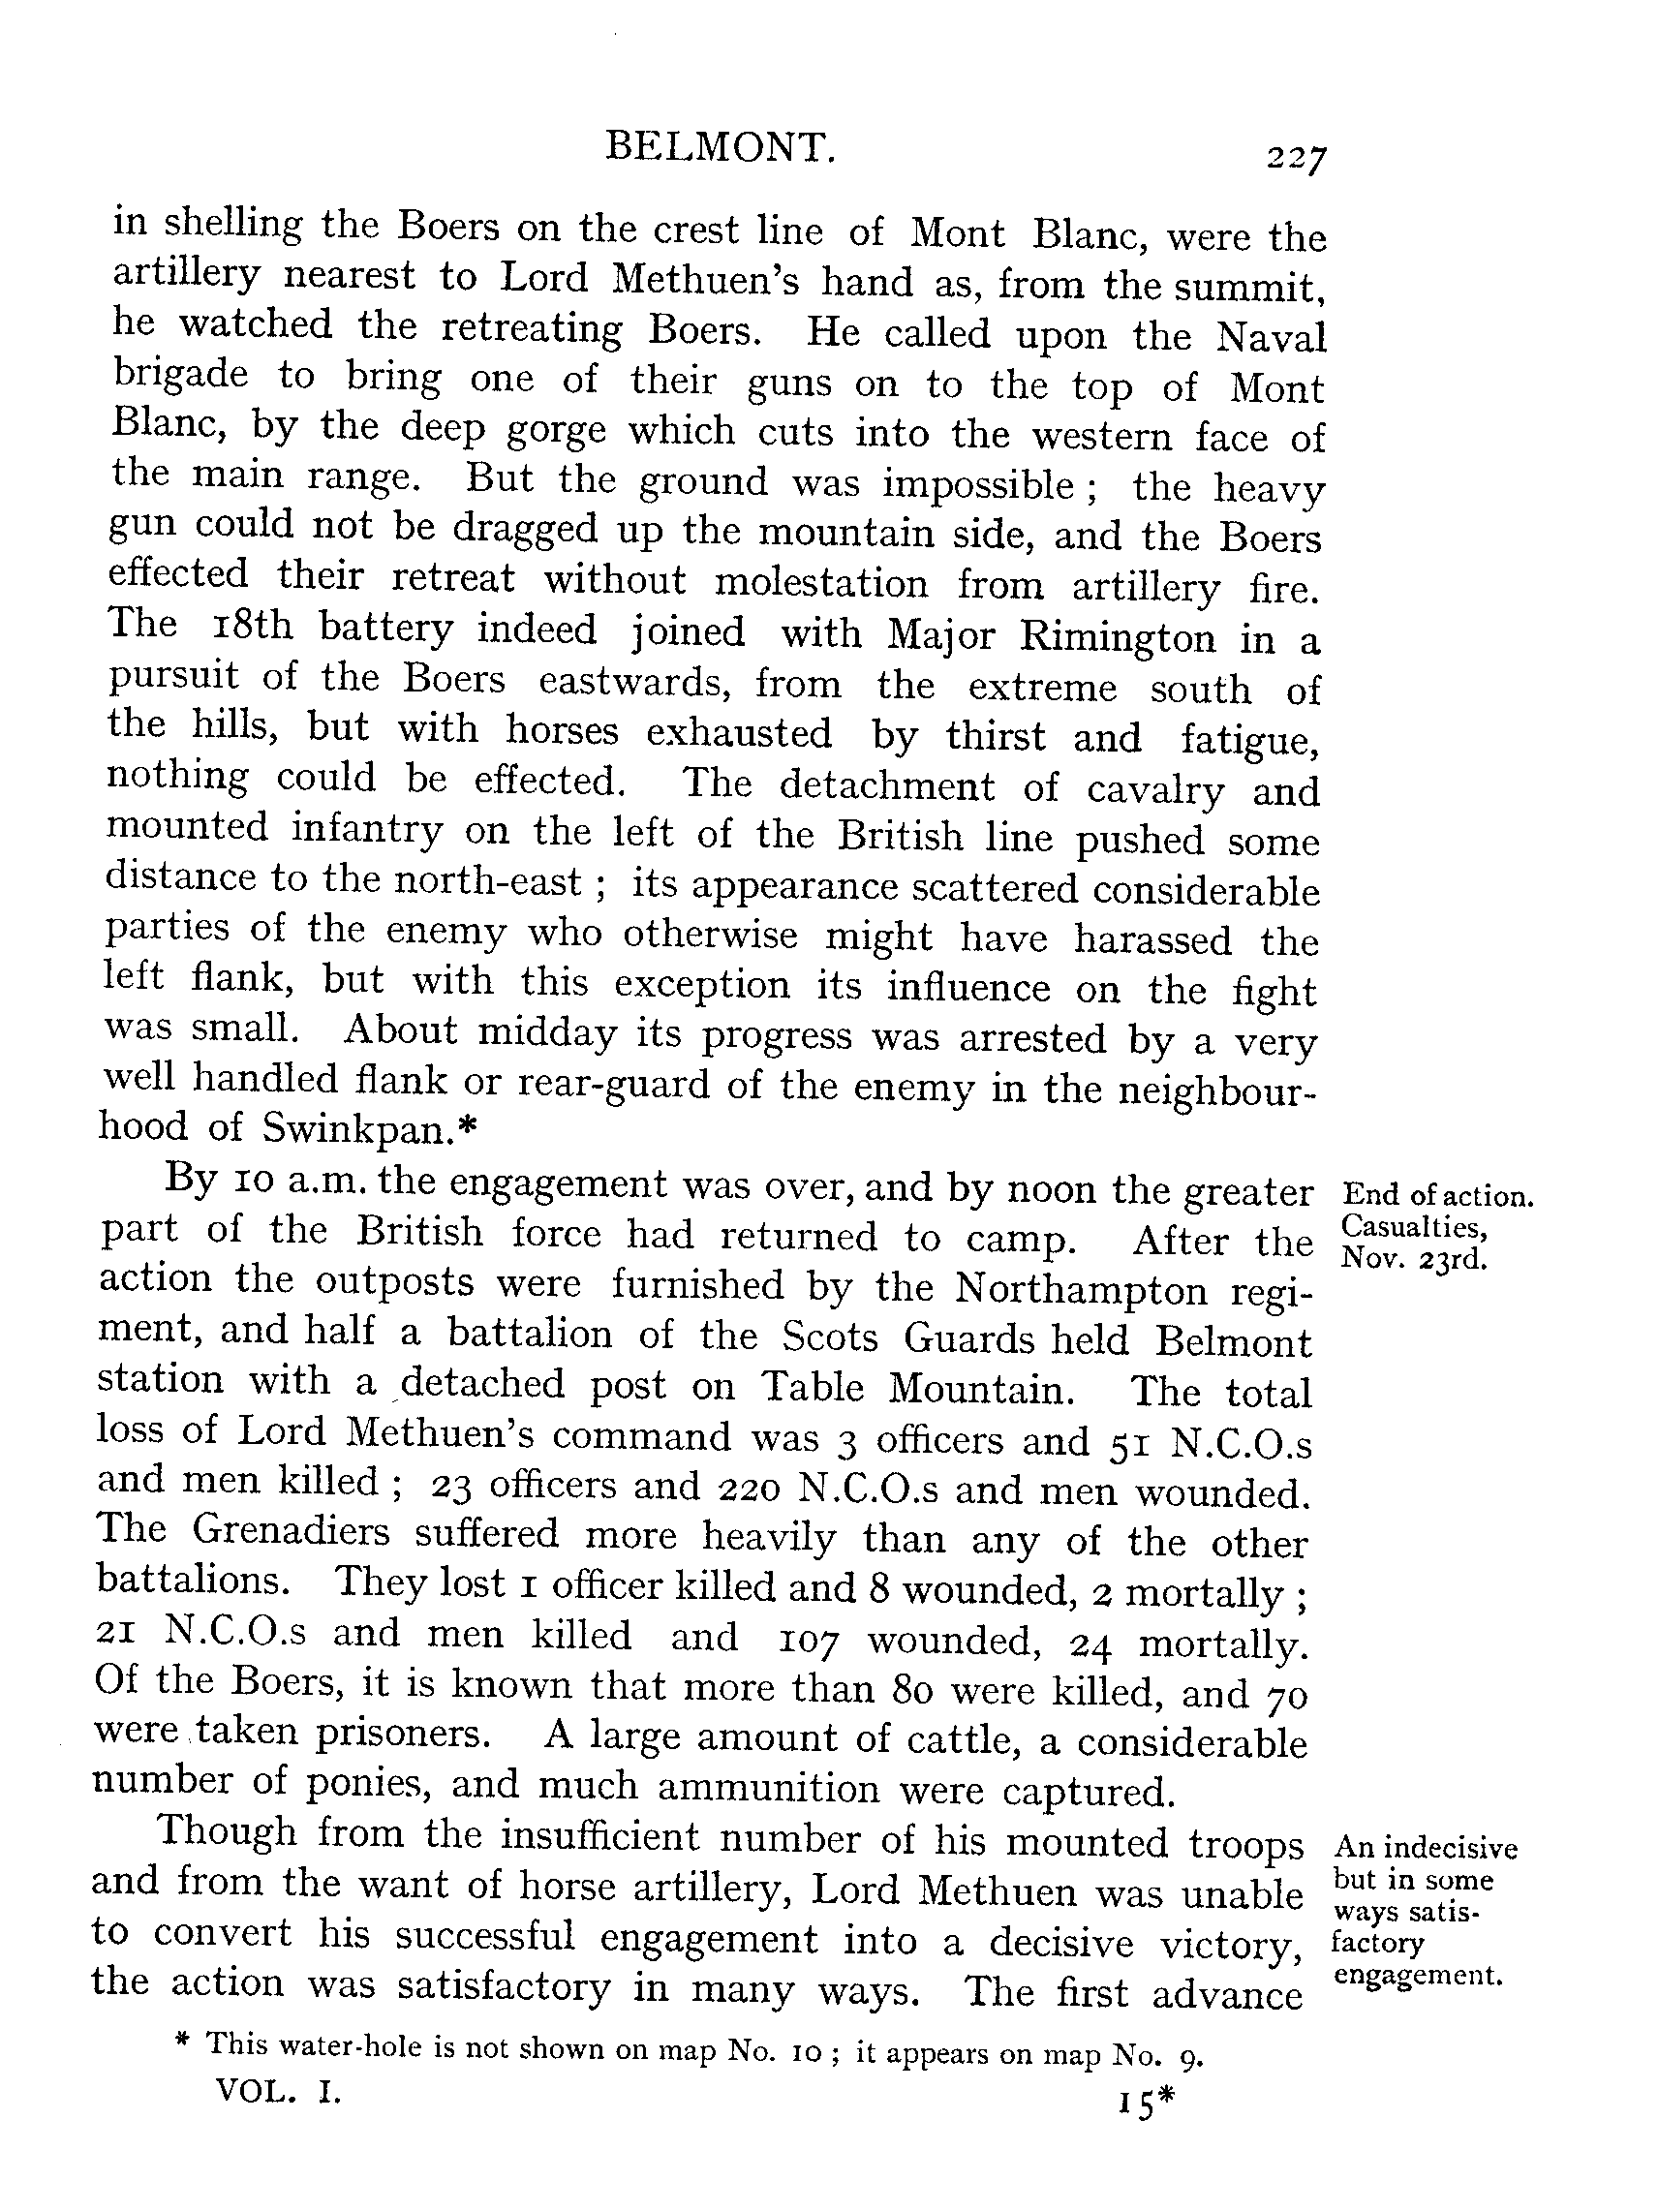 BELMONT. 227
in shelling the Boers on the crest line of Mont Blanc, were the
artillery nearest to Lord Methuen's hand as, from the summit,
he watched the retreating Boers. He called upon the Naval
brigade to bring one of their guns on to the top of Mont
Blanc, by the deep gorge which cuts into the western face of
the main range. But the ground was impossible ; the heavy
gun could not be dragged up the mountain side, and the Boers
effected their retreat without molestation from artillery fire.
The 18th battery indeed joined with Major Rimington in a
pursuit of the Boers eastwards, from the extreme south of
the hills, but with horses exhausted by thirst and fatigue,
nothing could be effected. The detachment of cavalry and
mounted infantry on the left of the British line pushed some
distance to the north-east ; its appearance scattered considerable
parties of the enemy who otherwise might have harassed the
left flank, but with this exception its influence on the fight
was small. About midday its progress was arrested by a very
well handled flank or rear-guard of the enemy in the neighbour-
hood of Swinkpan.*
By 10 a.m. the engagement was over, and by noon the greater
part of the British force had returned to camp. After the
action the outposts were furnished by the Northampton regi-
ment, and half a battalion of the Scots Guards held Belmont
station with a detached post on Table Mountain. The total
loss of Lord Methuen's command was 3 officers and 51 N.C.O.s
and men killed ; 23 officers and 220 N.C.O.s and men wounded.
The Grenadiers suffered more heavily than any of the other
battalions. They lost 1 officer killed and 8 wounded, 2 mortally ;
21 N.C.O.s and men killed and 107 wounded, 24 mortally.
Of the Boers, it is known that more than 80 were killed, and 70
were taken prisoners. A large amount of cattle, a considerable
number of ponies, and much ammunition were captured.
End of action.
Casualties,
Nov. 23rd.
Though from the insufficient number of his mounted troops
and from the want of horse artillery, Lord Methuen was unable
to convert his successful engagement into a decisive victory,
the action was satisfactory in many ways. The first advance
An indecisive
but in some
ways satis-
factory
engagement.
* This water-hole is not shown on map No. 10 ; it appears on map No. 9.
VOL. I. 15*